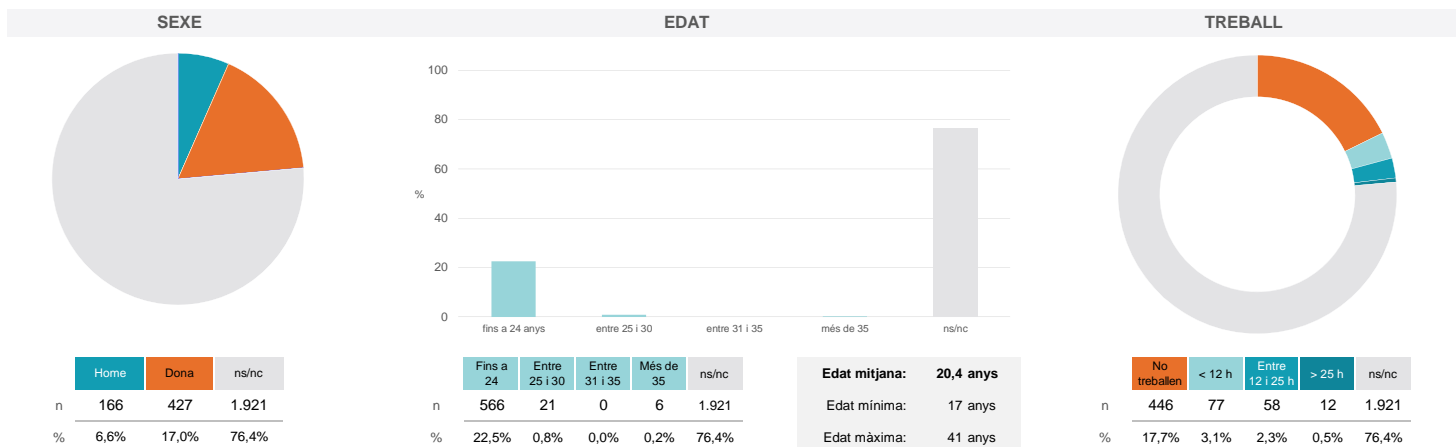 SEXE
EDAT
TREBALL
100
80
60
%
40
20
0
fins a 24 anys
entre 25 i 30
entre 31 i 35
més de 35
ns/nc
Home Dona ns/nc
n 166 427 1.921
% 6,6% 17,0% 76,4%
Fins a 24 Entre 25 i 30 Entre 31 i 35 Més de 35 ns/nc
n 566 21 0 6 1.921
% 22,5% 0,8% 0,0% 0,2% 76,4%
Edat mitjana: 20,4 anys
Edat mínima: 17 anys
Edat màxima: 41 anys
No treballen < 12 h Entre 12 i 25 h > 25 h ns/nc
n 446 77 58 12 1.921
% 17,7% 3,1% 2,3% 0,5% 76,4%